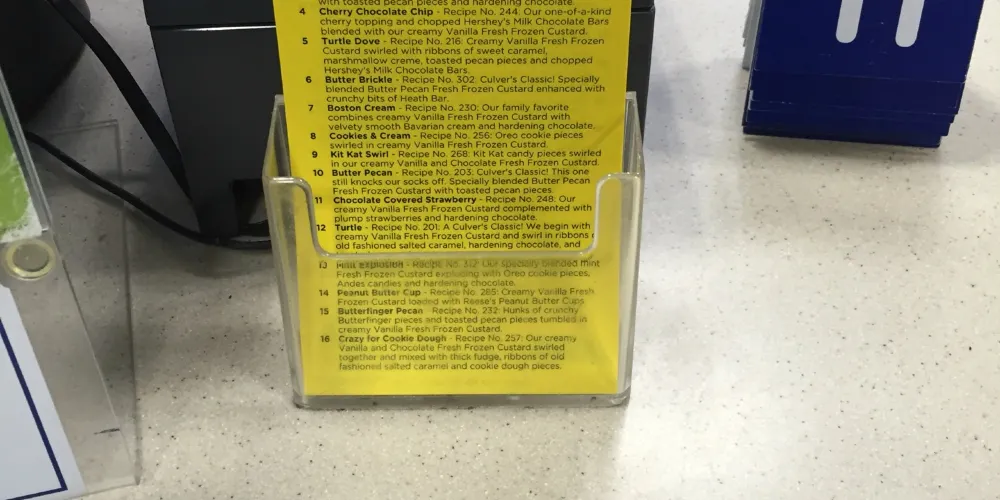 with toasted pecan pieces and hardening chocolate.
4 Cherry Chocolate Chip - Recipe No. 244: Our one-of-a-kind
cherry topping and chopped Hershey's Milk Chocolate Bars
blended with our creamy Vanilla Fresh Frozen Custard.
5 Turtle Dove - Recipe No. 216: Creamy Vanilla Fresh Frozen
Custard swirled with ribbons of sweet caramel,
marshmallow creme, toasted pecan pieces and chopped
Hershey's Milk Chocolate Bars.
6 Butter Brickle - Recipe No. 302: Culver's Classic! Specially
blended Butter Pecan Fresh Frozen Custard enhanced with
crunchy bits of Heath Bar.
7 Boston Cream - Recipe No. 230: Our family favorite
combines creamy Vanilla Fresh Frozen Custard with
velvety smooth Bavarian cream and hardening chocolate.
8 Cookies & Cream - Recipe No. 256: Oreo cookie pieces
swirled in creamy Vanilla Fresh Frozen Custard.
9 Kit Kat Swirl - Recipe No. 268: Kit Kat candy pieces swirled
in our creamy Vanilla and Chocolate Fresh Frozen Custard.
10 Butter Pecan - Recipe No. 203: Culver's Classic! This one
still knocks our socks off. Specially blended Butter Pecan
Fresh Frozen Custard with toasted pecan pieces.
11 Chocolate Covered Strawberry - Recipe No. 248: Our
creamy Vanilla Fresh Frozen Custard complemented with
plump strawberries and hardening chocolate.
12 Turtle - Recipe No. 201: A Culver's Classic! We begin with
creamy Vanilla Fresh Frozen Custard and swirl in ribbons
old fashioned salted caramel, hardening chocolate, and
13 Mint Explosion - Recipe No. 312: Our specially blended mint
Fresh Frozen Custard exploding with Oreo cookie pieces,
Andes candies and hardening chocolate.
14 Peanut Butter Cup - Recipe No. 265: Creamy Vanilla Fresh
Frozen Custard loaded with Reese's Peanut Butter Cups.
15 Butterfinger Pecan - Recipe No. 232: Hunks of crunchy
Butterfinger pieces and toasted pecan pieces tumbled in
creamy Vanilla Fresh Frozen Custard.
16 Crazy for Cookie Dough - Recipe No. 257: Our creamy
Vanilla and Chocolate Fresh Frozen Custard swirled
together and mixed with thick fudge, ribbons of old
fashioned salted caramel and cookie dough pieces.